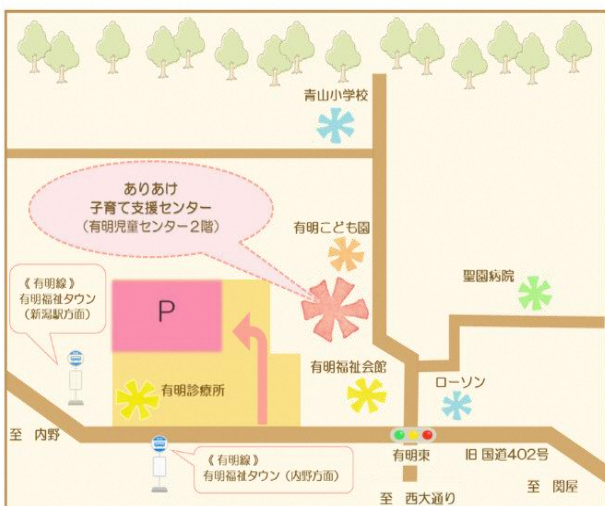 青山小学校
ありあけ
子育て支援センター
(有明児童センター2階)
有明こども園
聖園病院
《有明線》
有明福祉タウン
(新潟駅方面)
P
有明診療所
有明福祉会館
ローソン
至 内野
《有明線》
有明福祉タウン(内野方面)
有明東
旧国道402号
至 関屋
至 西大通り